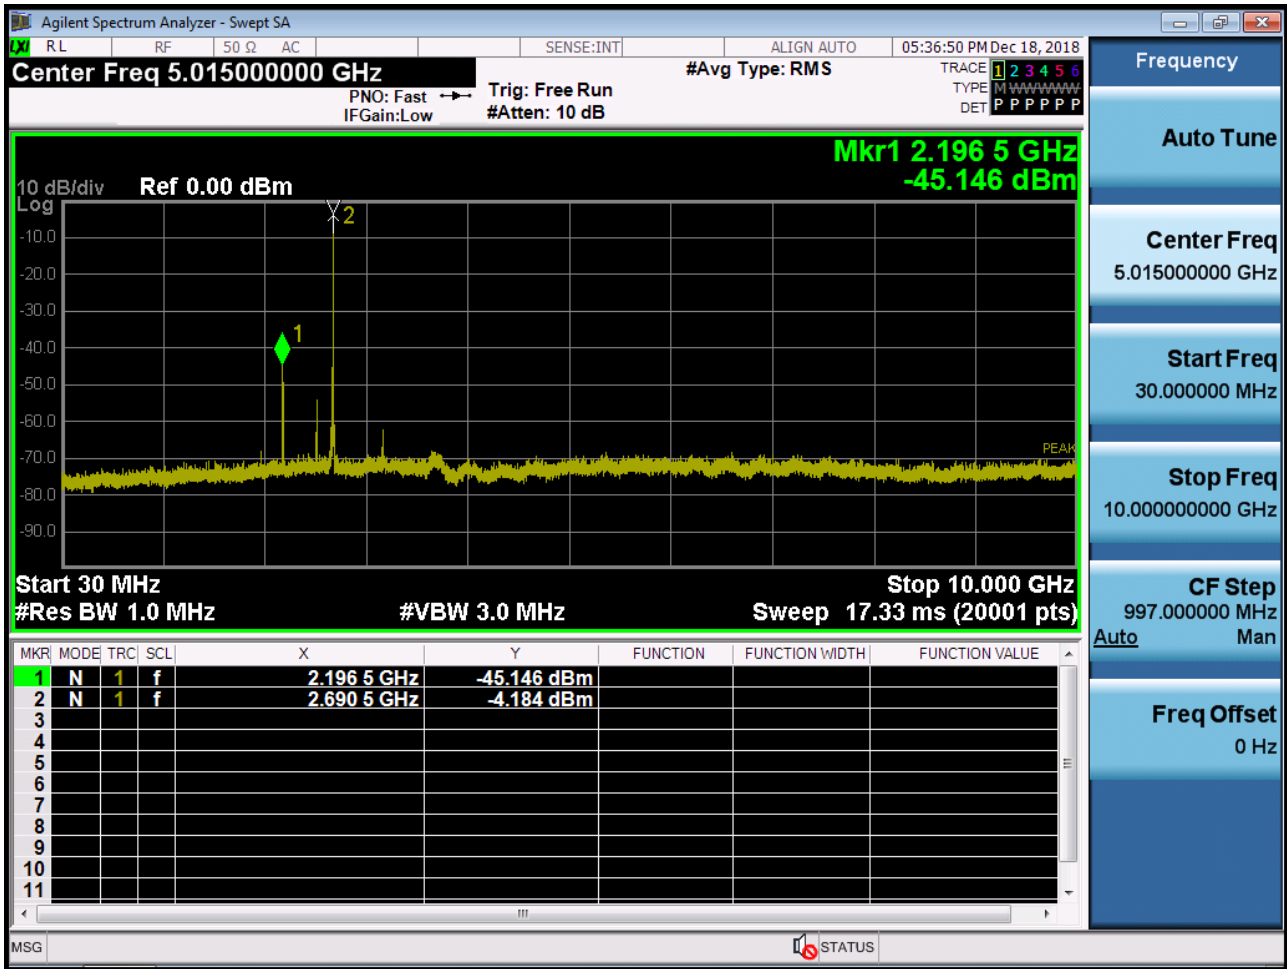 Agilent Spectrum Analyzer - Swept SA
LXI RL RF 50 Ω AC SENSE:INT ALIGN AUTO 05:36:50 PM Dec 18, 2018
Center Freq 5.015000000 GHz
PNO: Fast
IFGain:Low
Trig: Free Run
#Atten: 10 dB
#Avg Type: RMS
TRACE 1 2 3 4 5 6
TYPE M WWWWW
DET P P P P P P
Mkr1 2.196 5 GHz
-45.146 dBm
10 dB/div Ref 0.00 dBm
Log
-10.0
-20.0
-30.0
-40.0
-50.0
-60.0
-70.0
-80.0
-90.0
2
1
PEAK
Start 30 MHz Stop 10.000 GHz
#Res BW 1.0 MHz #VBW 3.0 MHz Sweep 17.33 ms (20001 pts)
MKR MODE TRC SCL X Y FUNCTION FUNCTION WIDTH FUNCTION VALUE
1 N 1 f 2.196 5 GHz -45.146 dBm
2 N 1 f 2.690 5 GHz -4.184 dBm
3
4
5
6
7
8
9
10
11
MSG STATUS
Frequency
Auto Tune
Center Freq
5.015000000 GHz
Start Freq
30.000000 MHz
Stop Freq
10.000000000 GHz
CF Step
997.000000 MHz
Auto Man
Freq Offset
0 Hz